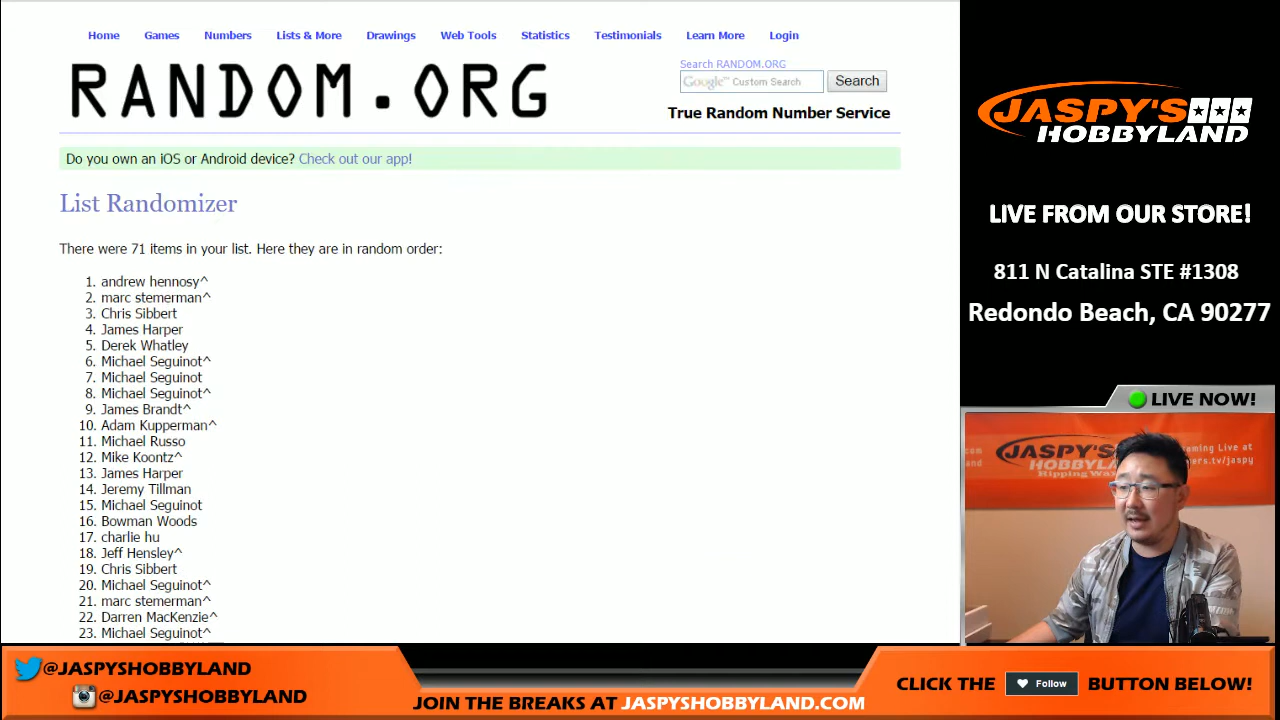 Home Games Numbers Lists & More Drawings Web Tools Statistics Testimonials Learn More Login
RANDOM.ORG
Search RANDOM.ORG
Google™ Custom Search Search
True Random Number Service
Do you own an iOS or Android device? Check out our app!
List Randomizer
There were 71 items in your list. Here they are in random order:
1. andrew hennosy^
2. marc stemerman^
3. Chris Sibbert
4. James Harper
5. Derek Whatley
6. Michael Seguinot^
7. Michael Seguinot
8. Michael Seguinot^
9. James Brandt^
10. Adam Kupperman^
11. Michael Russo
12. Mike Koontz^
13. James Harper
14. Jeremy Tillman
15. Michael Seguinot
16. Bowman Woods
17. charlie hu
18. Jeff Hensley^
19. Chris Sibbert
20. Michael Seguinot^
21. marc stemerman^
22. Darren MacKenzie^
23. Michael Seguinot^
JASPY'S
HOBBYLAND
LIVE FROM OUR STORE!
811 N Catalina STE #1308
Redondo Beach, CA 90277
LIVE NOW!
JASPY'S
HOBBYLA
Ripping Wa
@JASPYSHOBBYLAND
@JASPYSHOBBYLAND
JOIN THE BREAKS AT JASPYSHOBBYLAND.COM
CLICK THE Follow BUTTON BELOW!